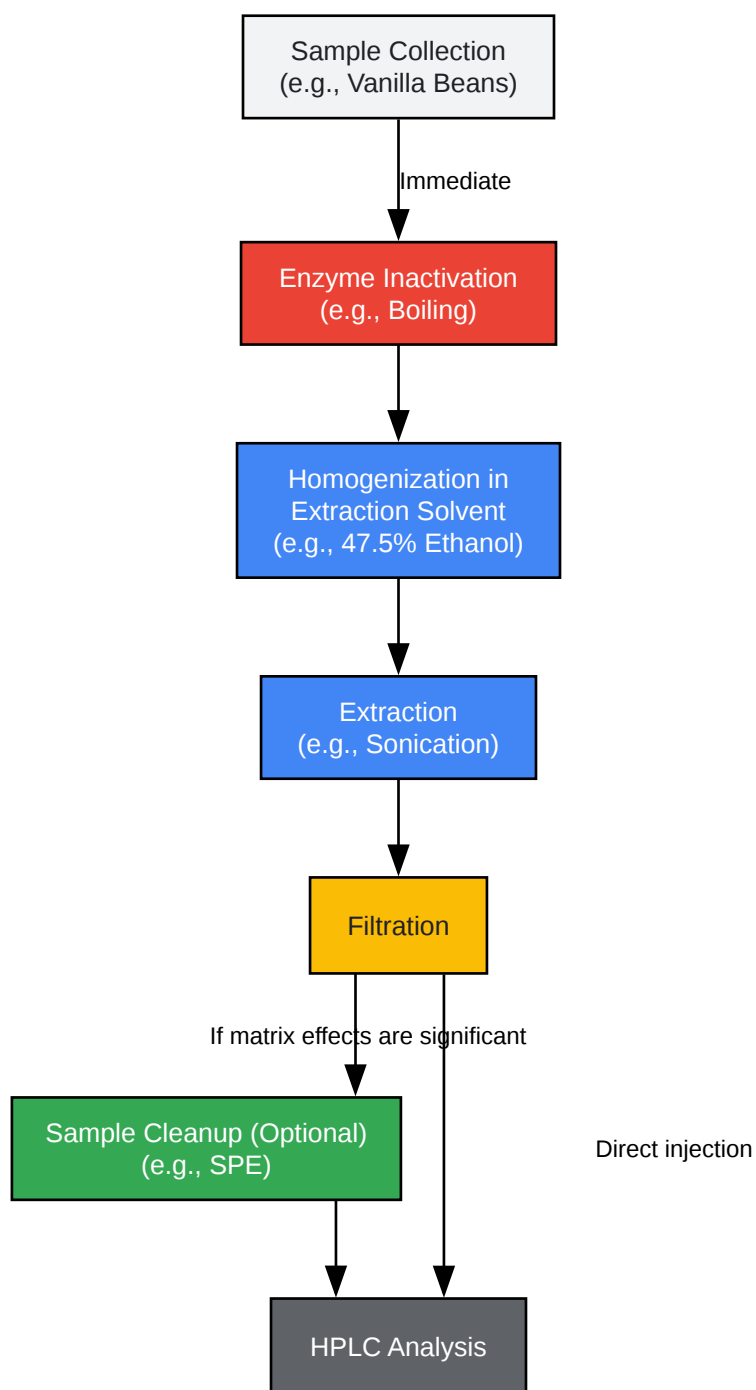 Sample Collection
(e.g., Vanilla Beans)
Immediate
Enzyme Inactivation
(e.g., Boiling)
Homogenization in
Extraction Solvent
(e.g., 47.5% Ethanol)
Extraction
(e.g., Sonication)
Filtration
If matrix effects are significant
Sample Cleanup (Optional)
(e.g., SPE)
Direct injection
HPLC Analysis